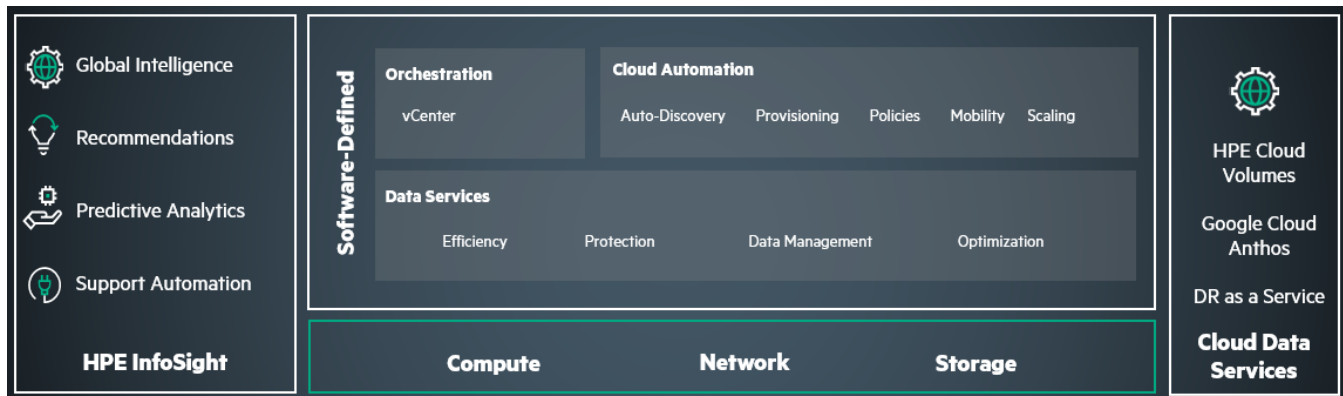 Global Intelligence
Recommendations
Predictive Analytics
Support Automation
HPE InfoSight
Software-Defined
Orchestration
vCenter
Cloud Automation
Auto-Discovery Provisioning Policies Mobility Scaling
Data Services
Efficiency Protection Data Management Optimization
Compute Network Storage
HPE Cloud
Volumes
Google Cloud
Anthos
DR as a Service
Cloud Data
Services